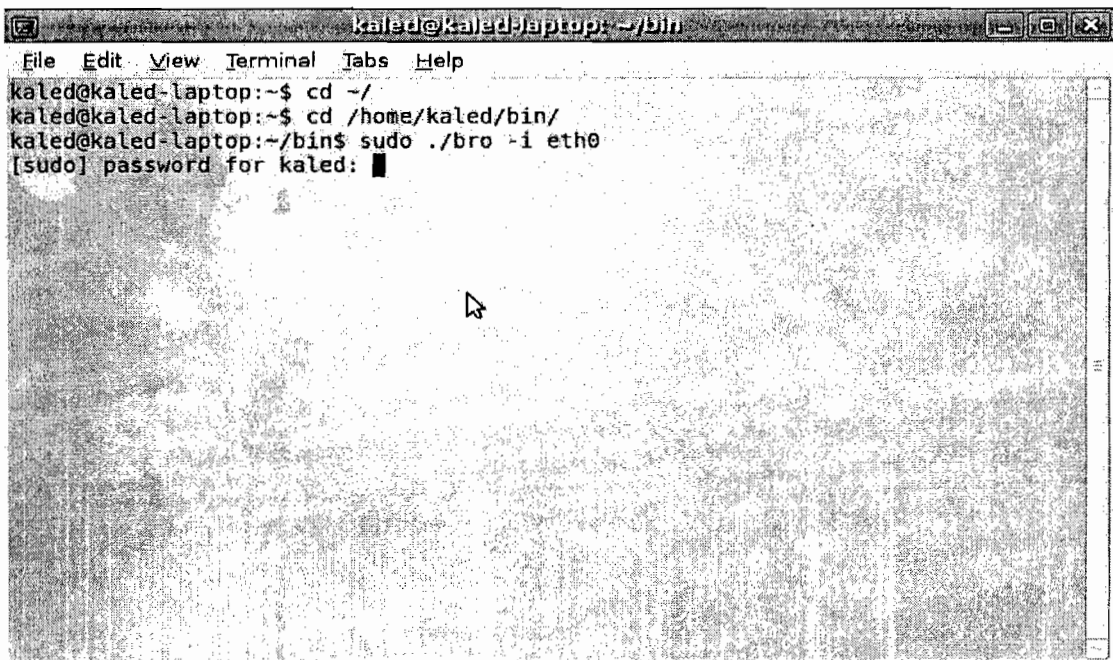 kaled@kaled-laptop: ~/bin
File Edit View Terminal Tabs Help
kaled@kaled-laptop:~$ cd ~/
kaled@kaled-laptop:~$ cd /home/kaled/bin/
kaled@kaled-laptop:~/bin$ sudo ./bro -i eth0
[sudo] password for kaled: